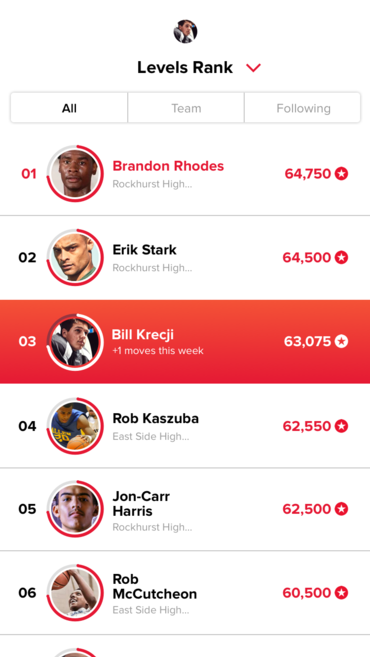 Levels Rank
All
Team
Following
01
Brandon Rhodes
Rockhurst High...
64,750
02
Erik Stark
Rockhurst High...
64,500
03
Bill Krecji
+1 moves this week
63,075
04
Rob Kaszuba
East Side High...
62,550
05
Jon-Carr
Harris
Rockhurst High...
62,500
06
Rob
McCutcheon
East Side High...
60,500